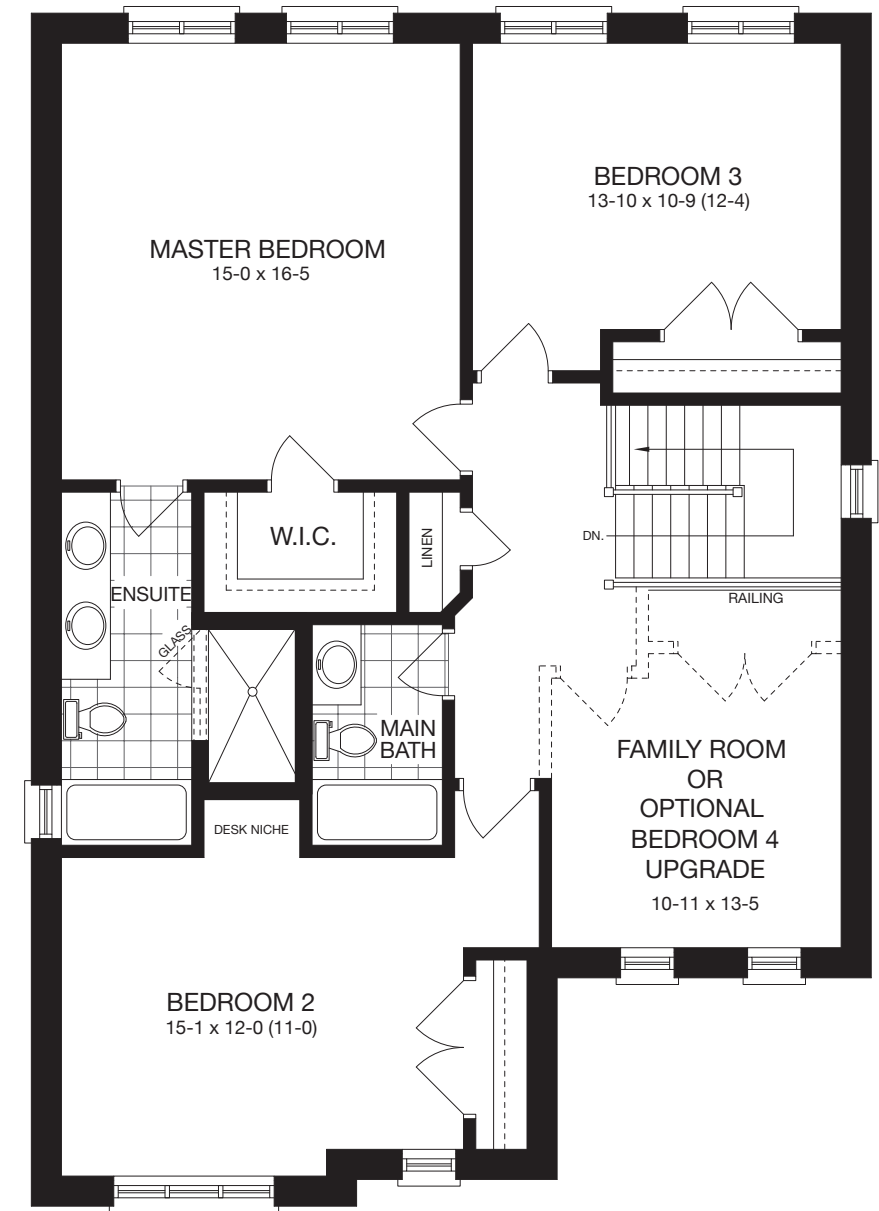 BEDROOM 3
13-10 x 10-9 (12-4)
MASTER BEDROOM
15-0 x 16-5
W.I.C.
LINEN
DN.
ENSUITE
RAILING
GLASS
MAIN
BATH
FAMILY ROOM
OR
OPTIONAL
BEDROOM 4
UPGRADE
10-11 x 13-5
DESK NICHE
BEDROOM 2
15-1 x 12-0 (11-0)